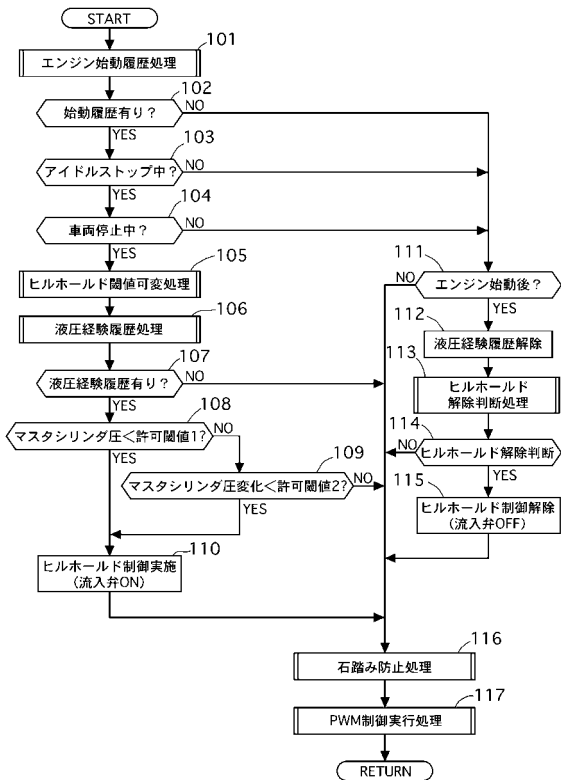 START
101
エンジン始動履歴処理
102
始動履歴有り？
NO
YES
103
アイドルストップ中？
NO
YES
104
車両停止中？
NO
YES
105
ヒルホールド閾値可変処理
106
液圧経験履歴処理
107
液圧経験履歴有り？
NO
YES
108
マスタシリンダ圧＜許可閾値1?
NO
YES
109
マスタシリンダ圧変化＜許可閾値2?
NO
YES
110
ヒルホールド制御実施
(流入弁ON)
111
エンジン始動後？
NO
YES
112
液圧経験履歴解除
113
ヒルホールド
解除判断処理
114
ヒルホールド解除判断
NO
YES
115
ヒルホールド制御解除
(流入弁OFF)
116
石踏み防止処理
117
PWM制御実行処理
RETURN